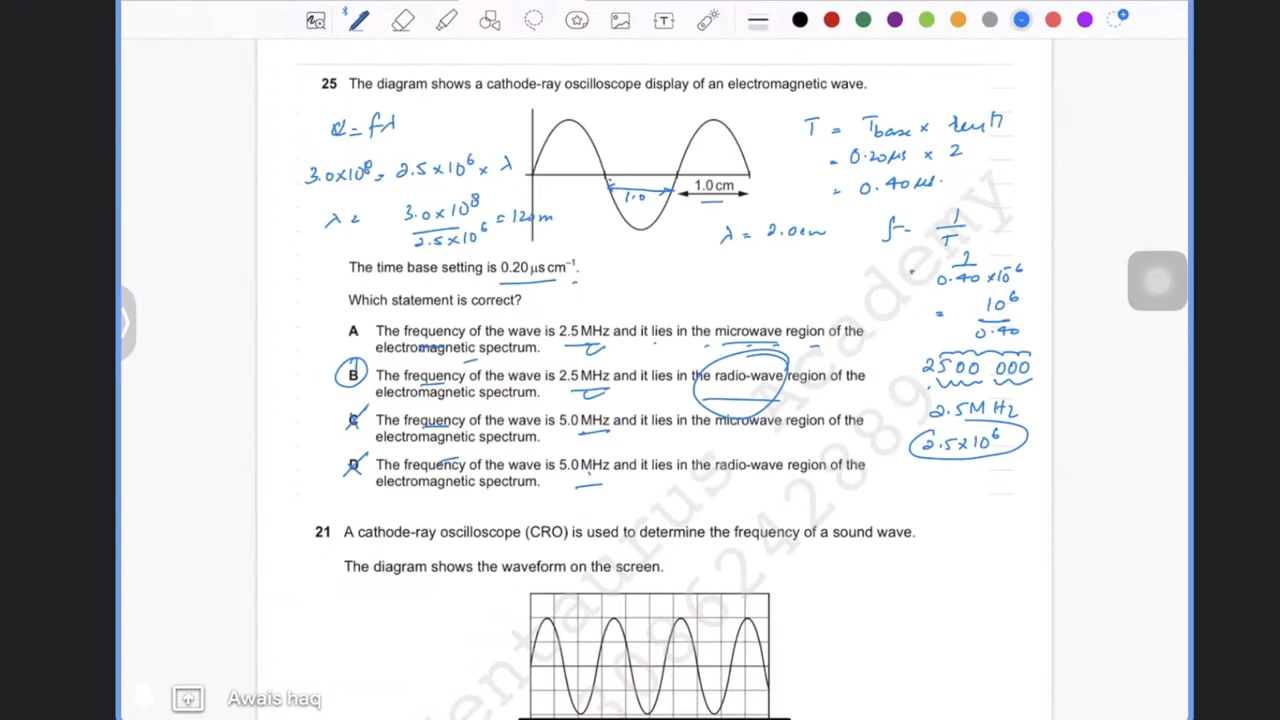 25 The diagram shows a cathode-ray oscilloscope display of an electromagnetic wave.
v = fλ
3.0×10⁸ = 2.5×10⁶ × λ
λ = 3.0×10⁸ / 2.5×10⁶ = 120m
1.0
1.0 cm
λ = 2.0cm
T = Tbase × length
= 0.20μs × 2
= 0.40μs.
f = 1/T
= 1 / 0.40×10⁻⁶
= 10⁶ / 0.40
2500 000
2.5MHz
2.5×10⁶
The time base setting is 0.20 μs cm⁻¹.
Which statement is correct?
A The frequency of the wave is 2.5 MHz and it lies in the microwave region of the
electromagnetic spectrum.
B The frequency of the wave is 2.5 MHz and it lies in the radio-wave region of the
electromagnetic spectrum.
C The frequency of the wave is 5.0 MHz and it lies in the microwave region of the
electromagnetic spectrum.
D The frequency of the wave is 5.0 MHz and it lies in the radio-wave region of the
electromagnetic spectrum.
21 A cathode-ray oscilloscope (CRO) is used to determine the frequency of a sound wave.
The diagram shows the waveform on the screen.
Awais haq